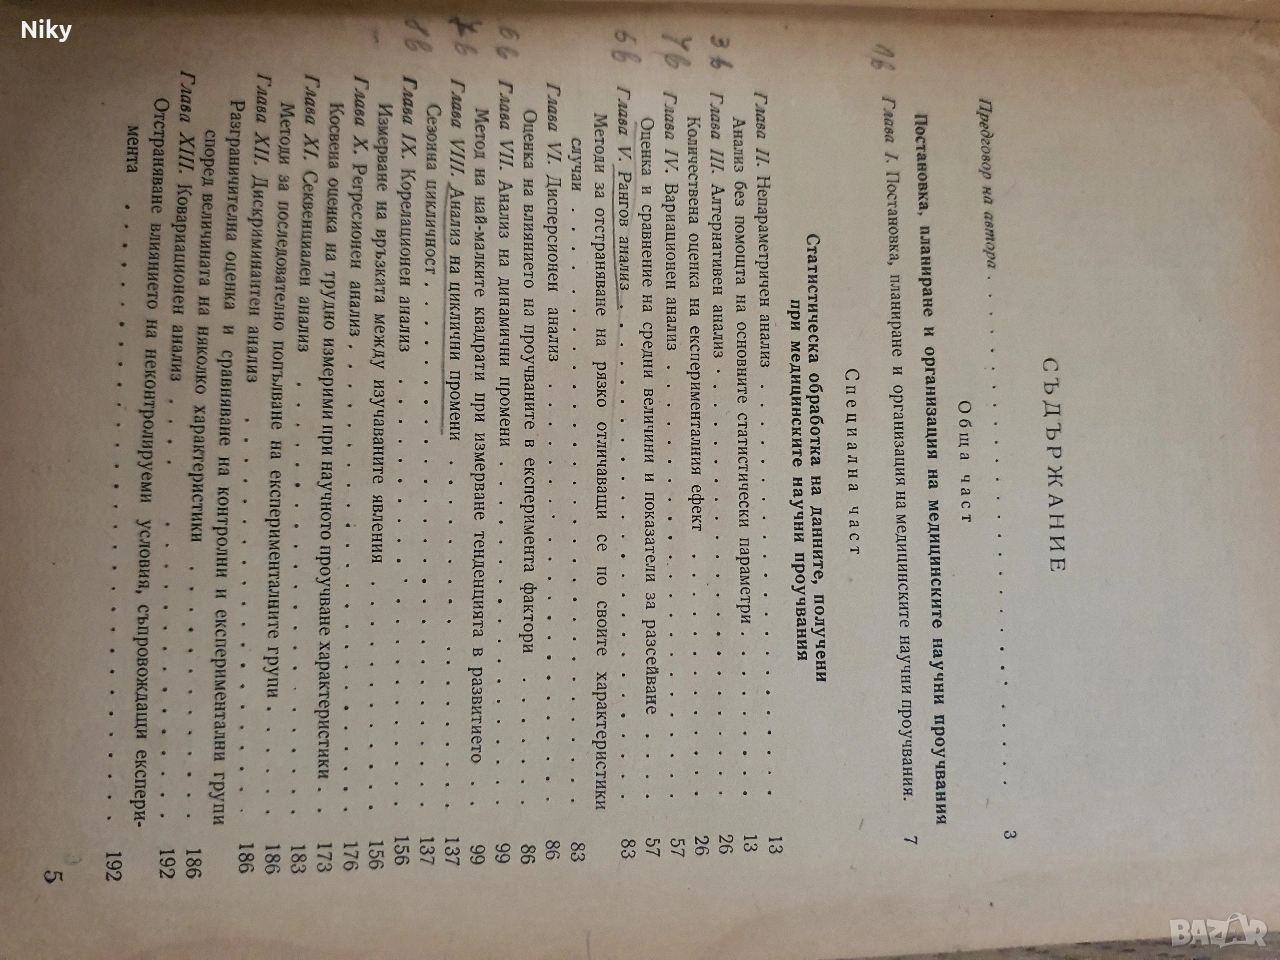 Niky
СЪДЪРЖАНИЕ
Предговор на автора . . . . . . . . . . . . . . . . . . . 3
Обща част
Постановка, планиране и организация на медицинските научни проучвания
1в Глава I. Постановка, планиране и организация на медицинските научни проучвания. 7
Специална част
Статистическа обработка на данните, получени
при медицинските научни проучвания
Глава II. Непараметричен анализ . . . . . . . . . . . . . . . . 13
Анализ без помощта на основните статистически параметри . . . . . . 13
3в Глава III. Алтернативен анализ . . . . . . . . . . . . . . . . 26
Количествена оценка на експерименталния ефект . . . . . . . . . 26
4в Глава IV. Вариационен анализ . . . . . . . . . . . . . . . . 57
Оценка и сравнение на средни величини и показатели за разсейване . . . 57
5в Глава V. Рангов анализ . . . . . . . . . . . . . . . . . . 83
Методи за отстраняване на рязко отличаващи се по своите характеристики
случаи . . . . . . . . . . . . . . . . . . . . . . 83
Глава VI. Дисперсионен анализ . . . . . . . . . . . . . . . . 86
Оценка на влиянието на проучваните в експеримента фактори . . . . . 86
6в Глава VII. Анализ на динамични промени . . . . . . . . . . . . . 99
Метод на най-малките квадрати при измерване тенденцията в развитието . . 99
в Глава VIII. Анализ на циклични промени . . . . . . . . . . . . . 137
Сезонна цикличност . . . . . . . . . . . . . . . . . . . 137
в Глава IX. Корелационен анализ . . . . . . . . . . . . . . . . 156
Измерване на връзката между изучаваните явления . . . . . . . . . 156
Глава X. Регресионен анализ . . . . . . . . . . . . . . . . . 176
Косвена оценка на трудно измерими при научното проучване характеристики . . 173
Глава XI. Секвенциален анализ . . . . . . . . . . . . . . . . 183
Методи за последователно попълване на експерименталните групи . . . . 186
Глава XII. Дискриминантен анализ . . . . . . . . . . . . . . . 186
Разграничителна оценка и сравняване на контролни и експериментални групи
според величината на няколко характеристики . . . . . . . . . . 186
Глава XIII. Ковариационен анализ . . . . . . . . . . . . . . . 192
Отстраняване влиянието на неконтролируеми условия, съпровождащи експери-
мента . . . . . . . . . . . . . . . . . . . . . . . 192
5
BAZAR